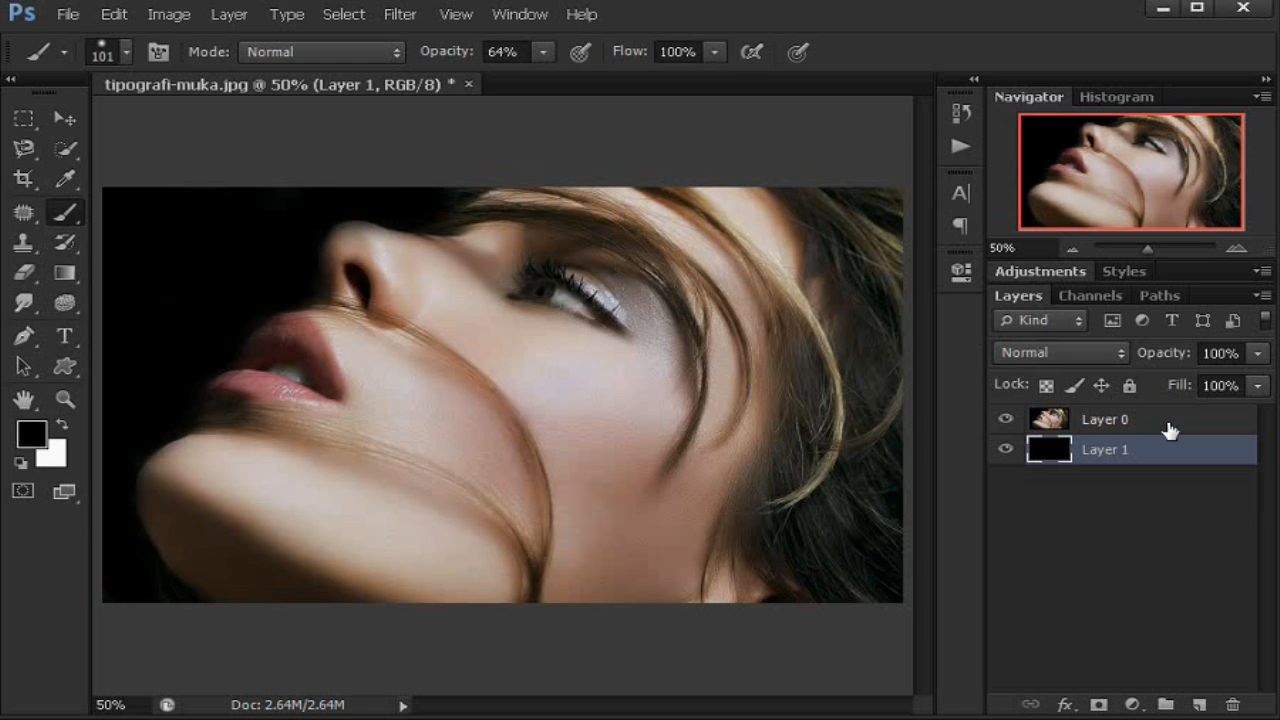 Ps File Edit Image Layer Type Select Filter View Window Help
101 Mode: Normal Opacity: 64% Flow: 100%
tipografi-muka.jpg @ 50% (Layer 1, RGB/8) * ×
Navigator Histogram
50%
Adjustments Styles
Layers Channels Paths
Kind
Normal Opacity: 100%
Lock: Fill: 100%
Layer 0
Layer 1
50% Doc: 2.64M/2.64M
fx